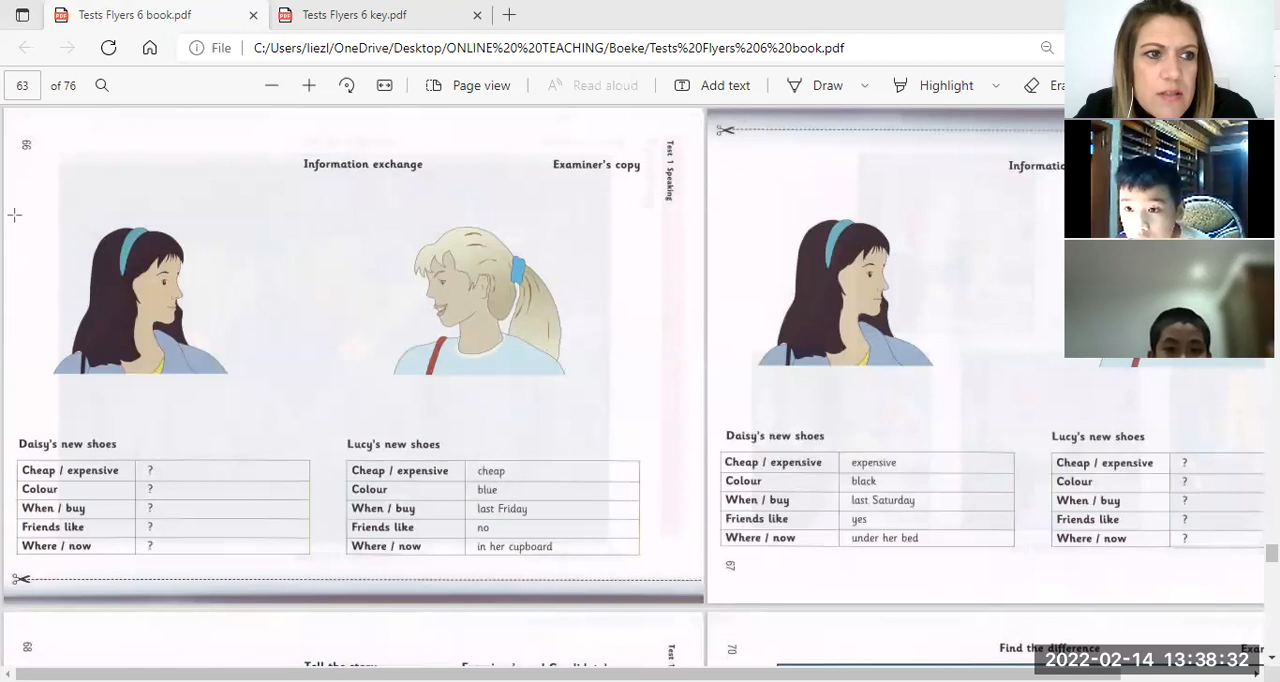 Tests Flyers 6 book.pdf
Tests Flyers 6 key.pdf
File
C:/Users/liezl/OneDrive/Desktop/ONLINE%20%20TEACHING/Boeke/Tests%20Flyers%206%20book.pdf
63 of 76
Page view
Read aloud
Add text
Draw
Highlight
66
Information exchange
Examiner's copy
Test 1 Speaking
Daisy's new shoes
Cheap / expensive ?
Colour ?
When / buy ?
Friends like ?
Where / now ?
Lucy's new shoes
Cheap / expensive cheap
Colour blue
When / buy last Friday
Friends like no
Where / now in her cupboard
Daisy's new shoes
Cheap / expensive expensive
Colour black
When / buy last Saturday
Friends like yes
Where / now under her bed
Lucy's new shoes
Cheap / expensive ?
Colour ?
When / buy ?
Friends like ?
Where / now ?
67
68
70
Find the difference
2022-02-14 13:38:32